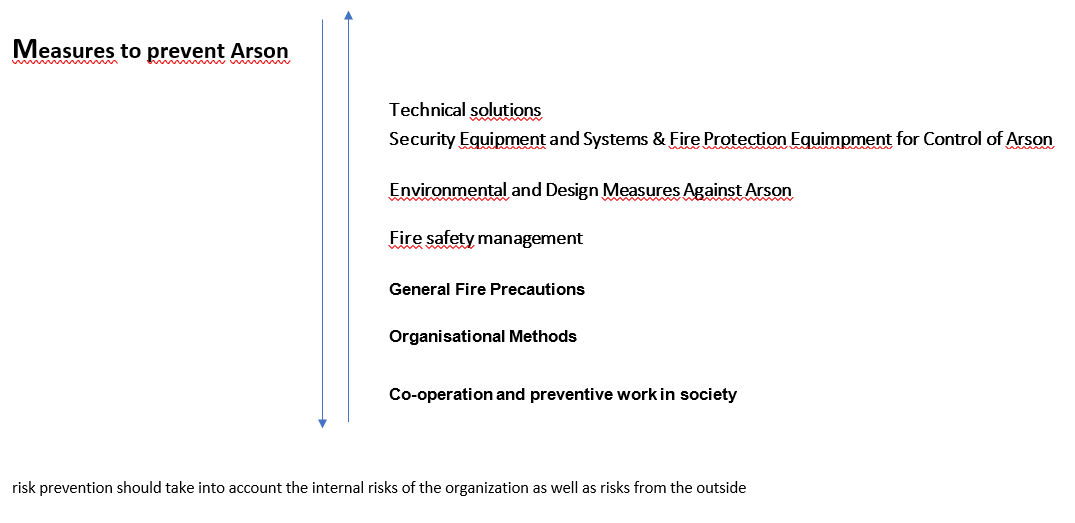 Measures to prevent Arson
Technical solutions
Security Equipment and Systems & Fire Protection Equimpment for Control of Arson
Environmental and Design Measures Against Arson
Fire safety management
General Fire Precautions
Organisational Methods
Co-operation and preventive work in society
risk prevention should take into account the internal risks of the organization as well as risks from the outside